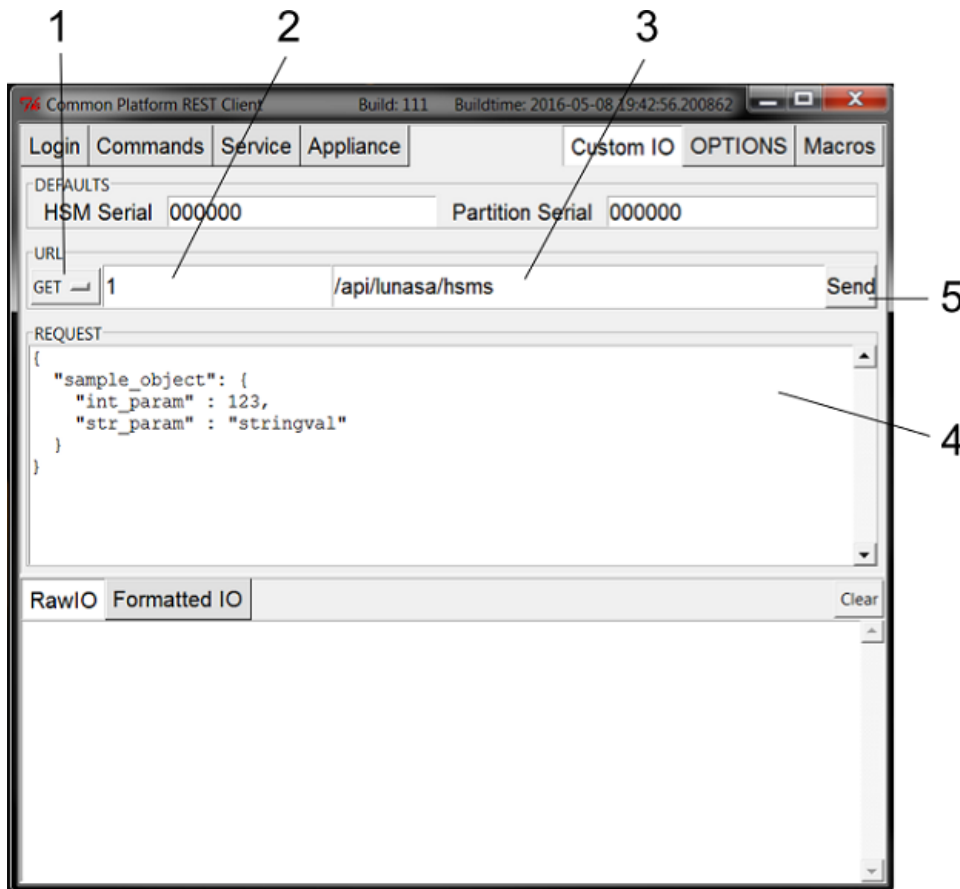 1 2 3
76 Common Platform REST Client Build: 111 Buildtime: 2016-05-08 19:42:56.200862
Login Commands Service Appliance Custom IO OPTIONS Macros
DEFAULTS
HSM Serial 000000 Partition Serial 000000
URL
GET 1 /api/lunasa/hsms Send 5
REQUEST
{
"sample_object": {
"int_param" : 123,
"str_param" : "stringval"
4
}
}
RawIO Formatted IO Clear